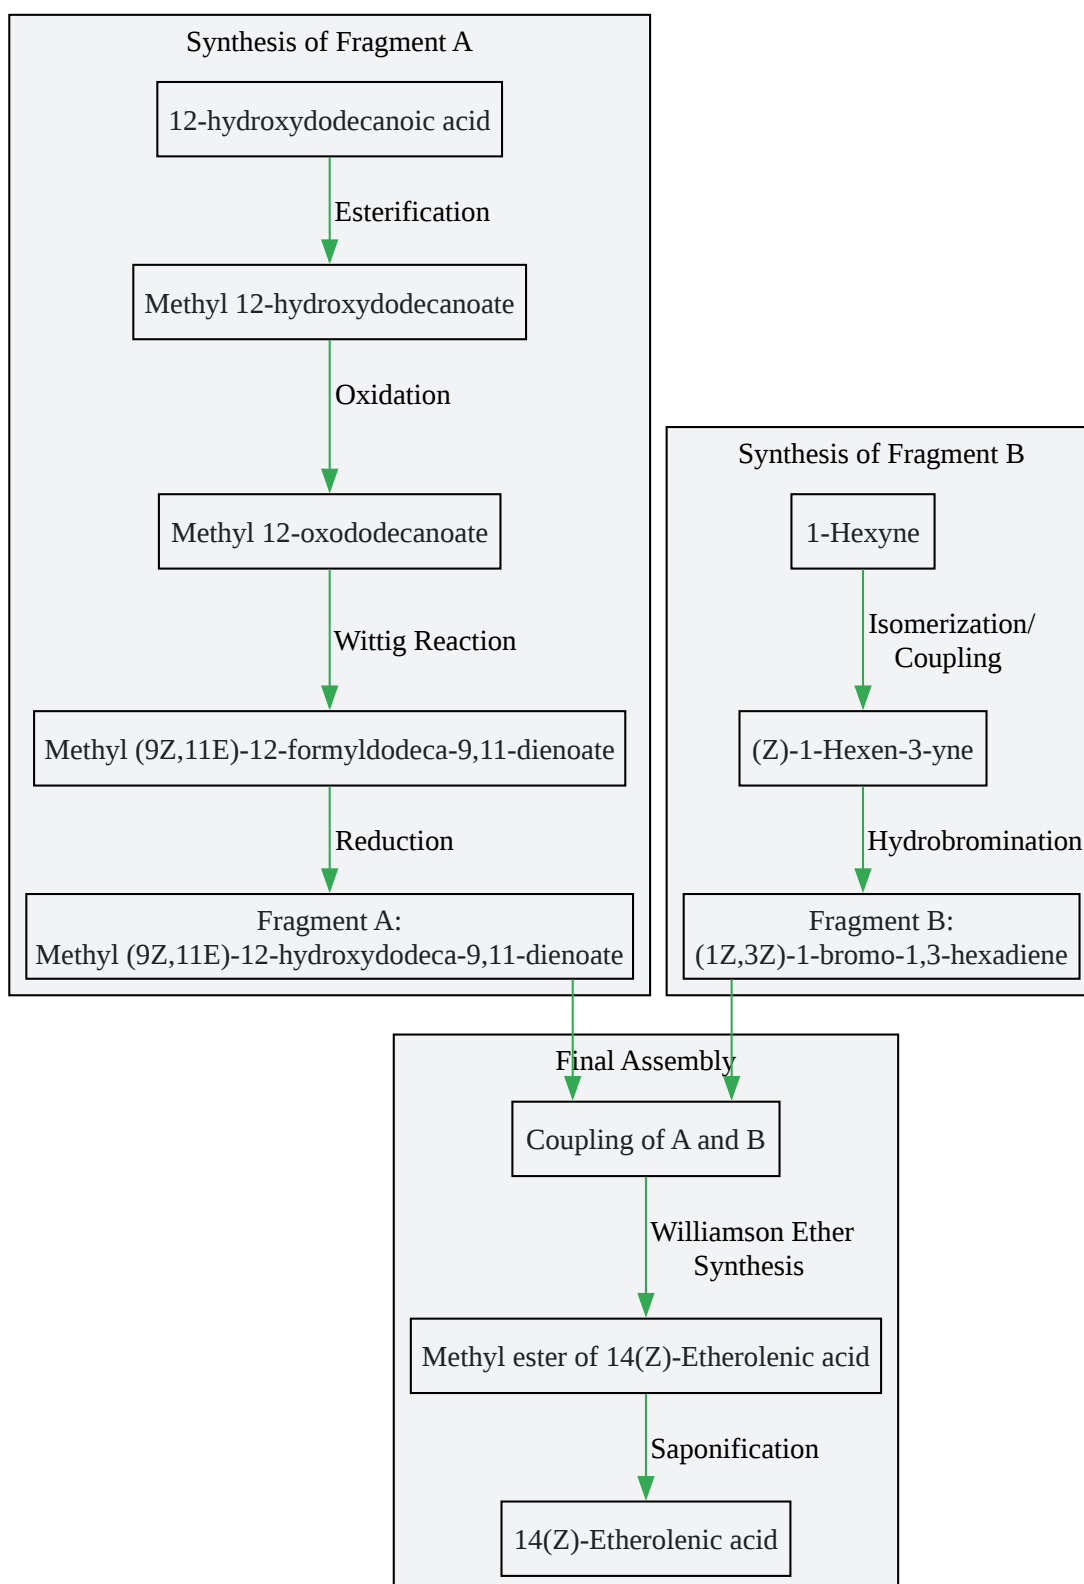 Synthesis of Fragment A
12-hydroxydodecanoic acid
Esterification
Methyl 12-hydroxydodecanoate
Oxidation
Methyl 12-oxododecanoate
Wittig Reaction
Methyl (9Z,11E)-12-formyldodeca-9,11-dienoate
Reduction
Fragment A:
Methyl (9Z,11E)-12-hydroxydodeca-9,11-dienoate
Synthesis of Fragment B
1-Hexyne
Isomerization/
Coupling
(Z)-1-Hexen-3-yne
Hydrobromination
Fragment B:
(1Z,3Z)-1-bromo-1,3-hexadiene
Final Assembly
Coupling of A and B
Williamson Ether
Synthesis
Methyl ester of 14(Z)-Etherolenic acid
Saponification
14(Z)-Etherolenic acid